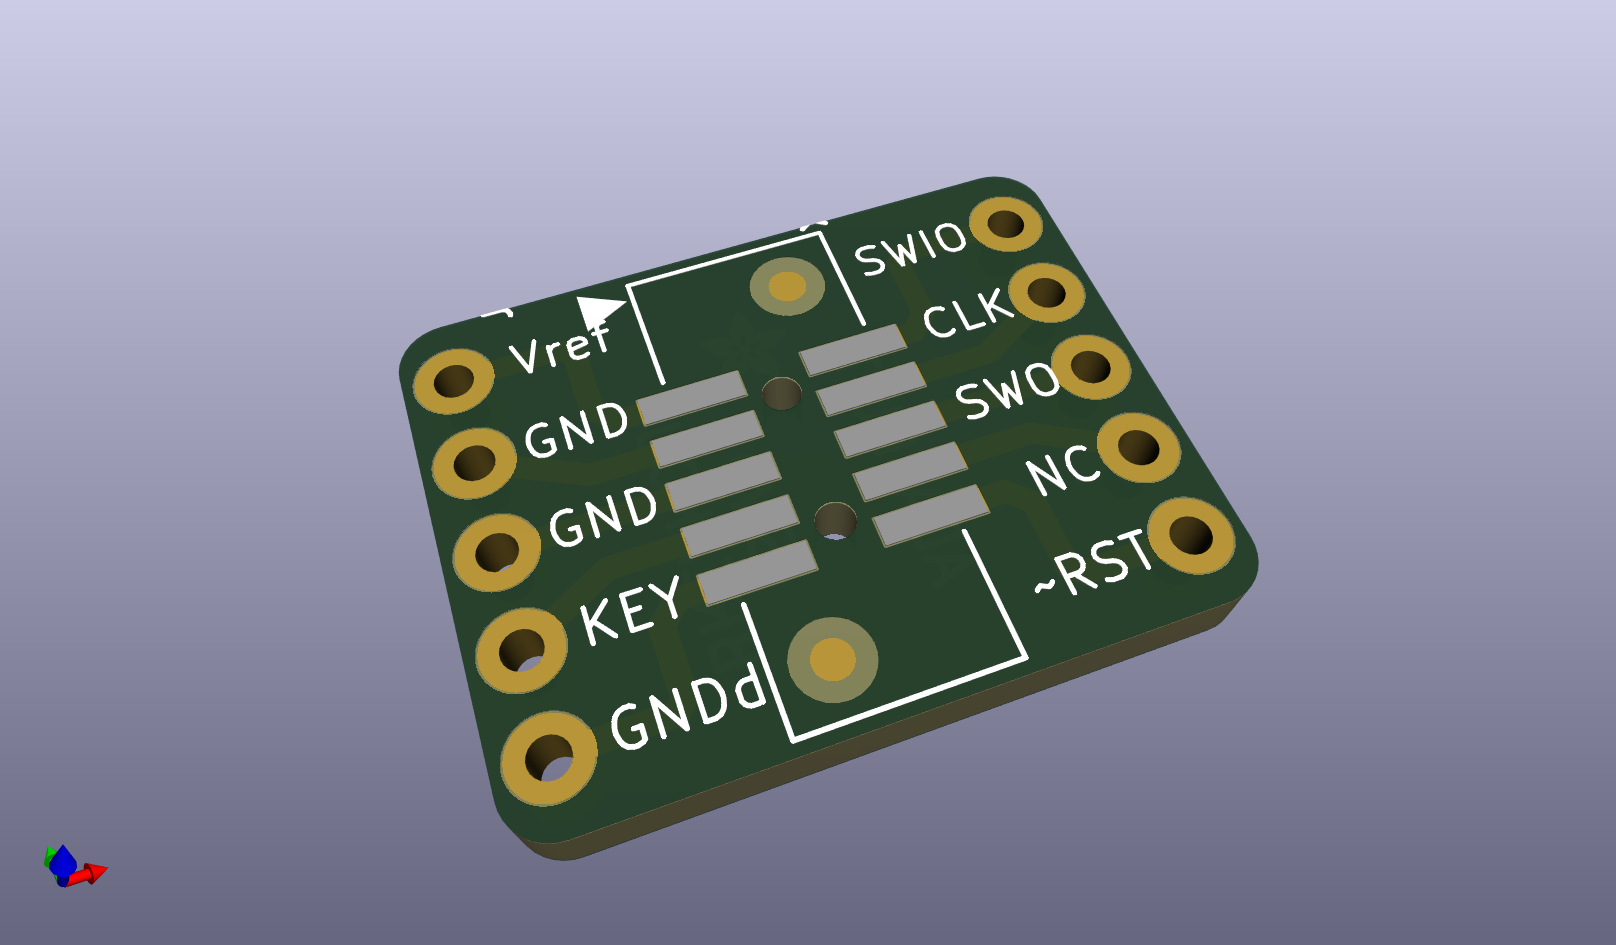 Vref
GND
GND
KEY
GNDd
SWIO
CLK
SWO
NC
~RST